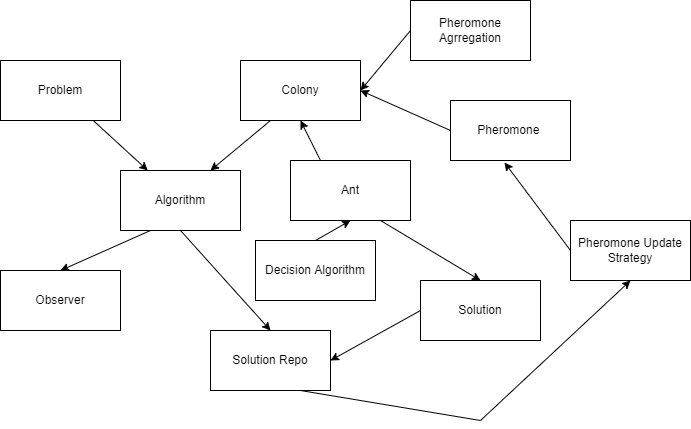 Pheromone
Agrregation
Problem
Colony
Pheromone
Algorithm
Ant
Pheromone Update
Strategy
Decision Algorithm
Observer
Solution
Solution Repo